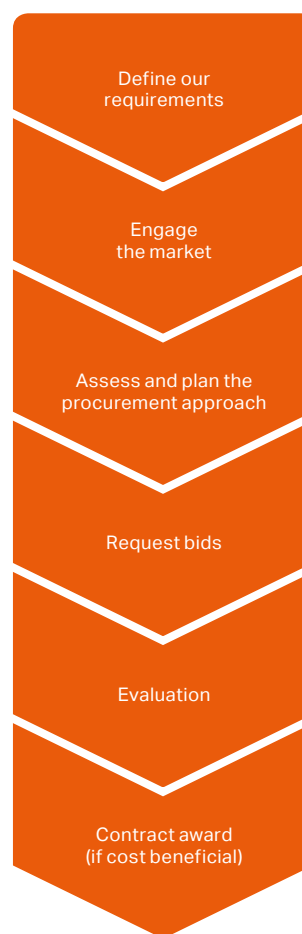 Define our
requirements
Engage
the market
Assess and plan the
procurement approach
Request bids
Evaluation
Contract award
(if cost beneficial)